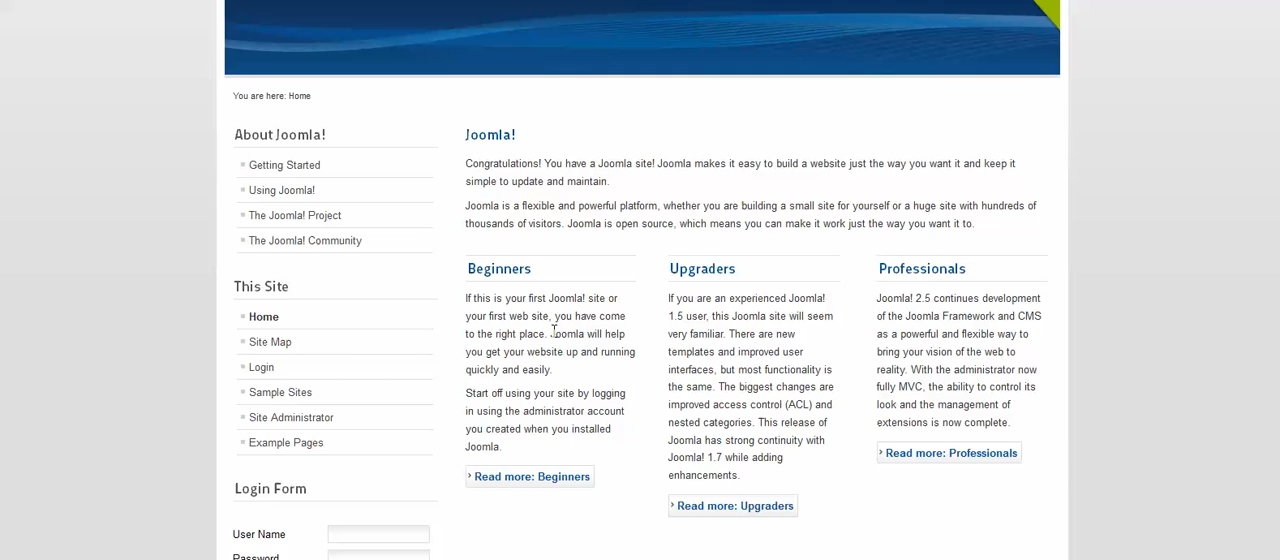 You are here: Home
About Joomla!
Getting Started
Using Joomla!
The Joomla! Project
The Joomla! Community
This Site
Home
Site Map
Login
Sample Sites
Site Administrator
Example Pages
Login Form
User Name
Password
Joomla!
Congratulations! You have a Joomla site! Joomla makes it easy to build a website just the way you want it and keep it
simple to update and maintain.
Joomla is a flexible and powerful platform, whether you are building a small site for yourself or a huge site with hundreds of
thousands of visitors. Joomla is open source, which means you can make it work just the way you want it to.
Beginners
If this is your first Joomla! site or
your first web site, you have come
to the right place. Joomla will help
you get your website up and running
quickly and easily.
Start off using your site by logging
in using the administrator account
you created when you installed
Joomla.
Read more: Beginners
Upgraders
If you are an experienced Joomla!
1.5 user, this Joomla site will seem
very familiar. There are new
templates and improved user
interfaces, but most functionality is
the same. The biggest changes are
improved access control (ACL) and
nested categories. This release of
Joomla has strong continuity with
Joomla! 1.7 while adding
enhancements.
Read more: Upgraders
Professionals
Joomla! 2.5 continues development
of the Joomla Framework and CMS
as a powerful and flexible way to
bring your vision of the web to
reality. With the administrator now
fully MVC, the ability to control its
look and the management of
extensions is now complete.
Read more: Professionals